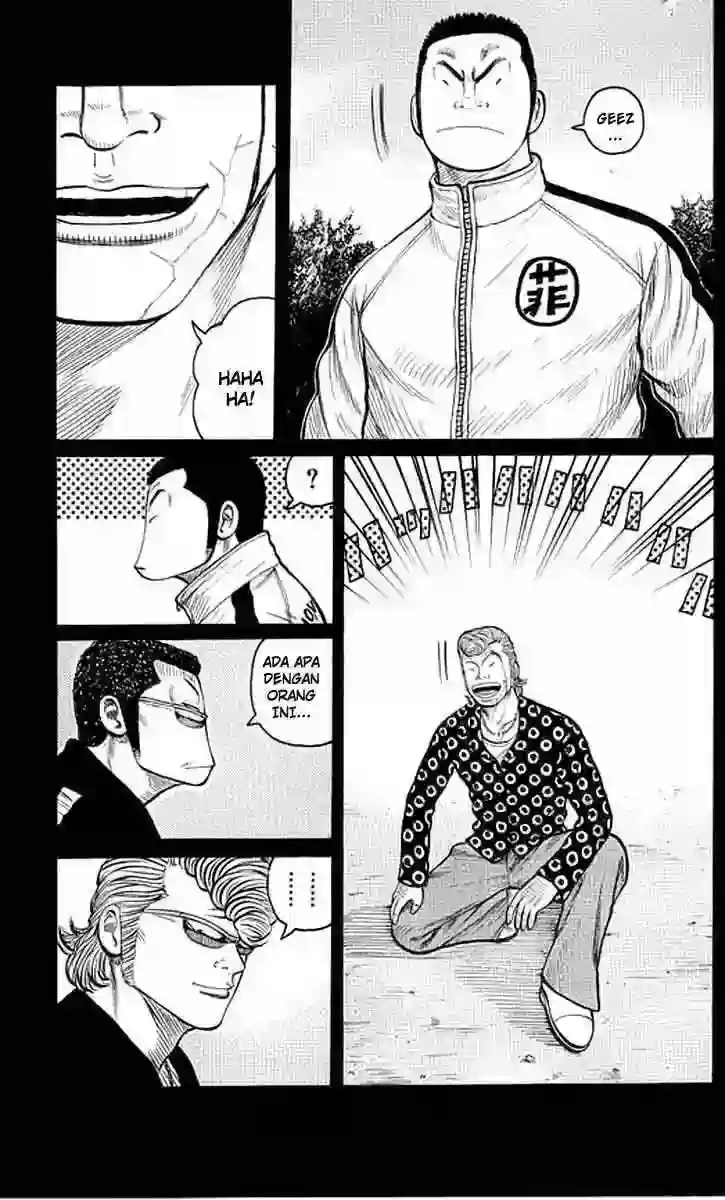 GEEZ
...
菲
HAHA
HA!
?
ADA APA
DENGAN
ORANG
INI...
......